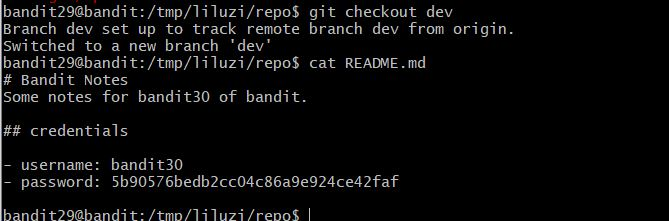 bandit29@bandit:/tmp/liluzi/repo$ git checkout dev
Branch dev set up to track remote branch dev from origin.
Switched to a new branch 'dev'
bandit29@bandit:/tmp/liluzi/repo$ cat README.md
# Bandit Notes
Some notes for bandit30 of bandit.
## credentials
- username: bandit30
- password: 5b90576bedb2cc04c86a9e924ce42faf
bandit29@bandit:/tmp/liluzi/repo$